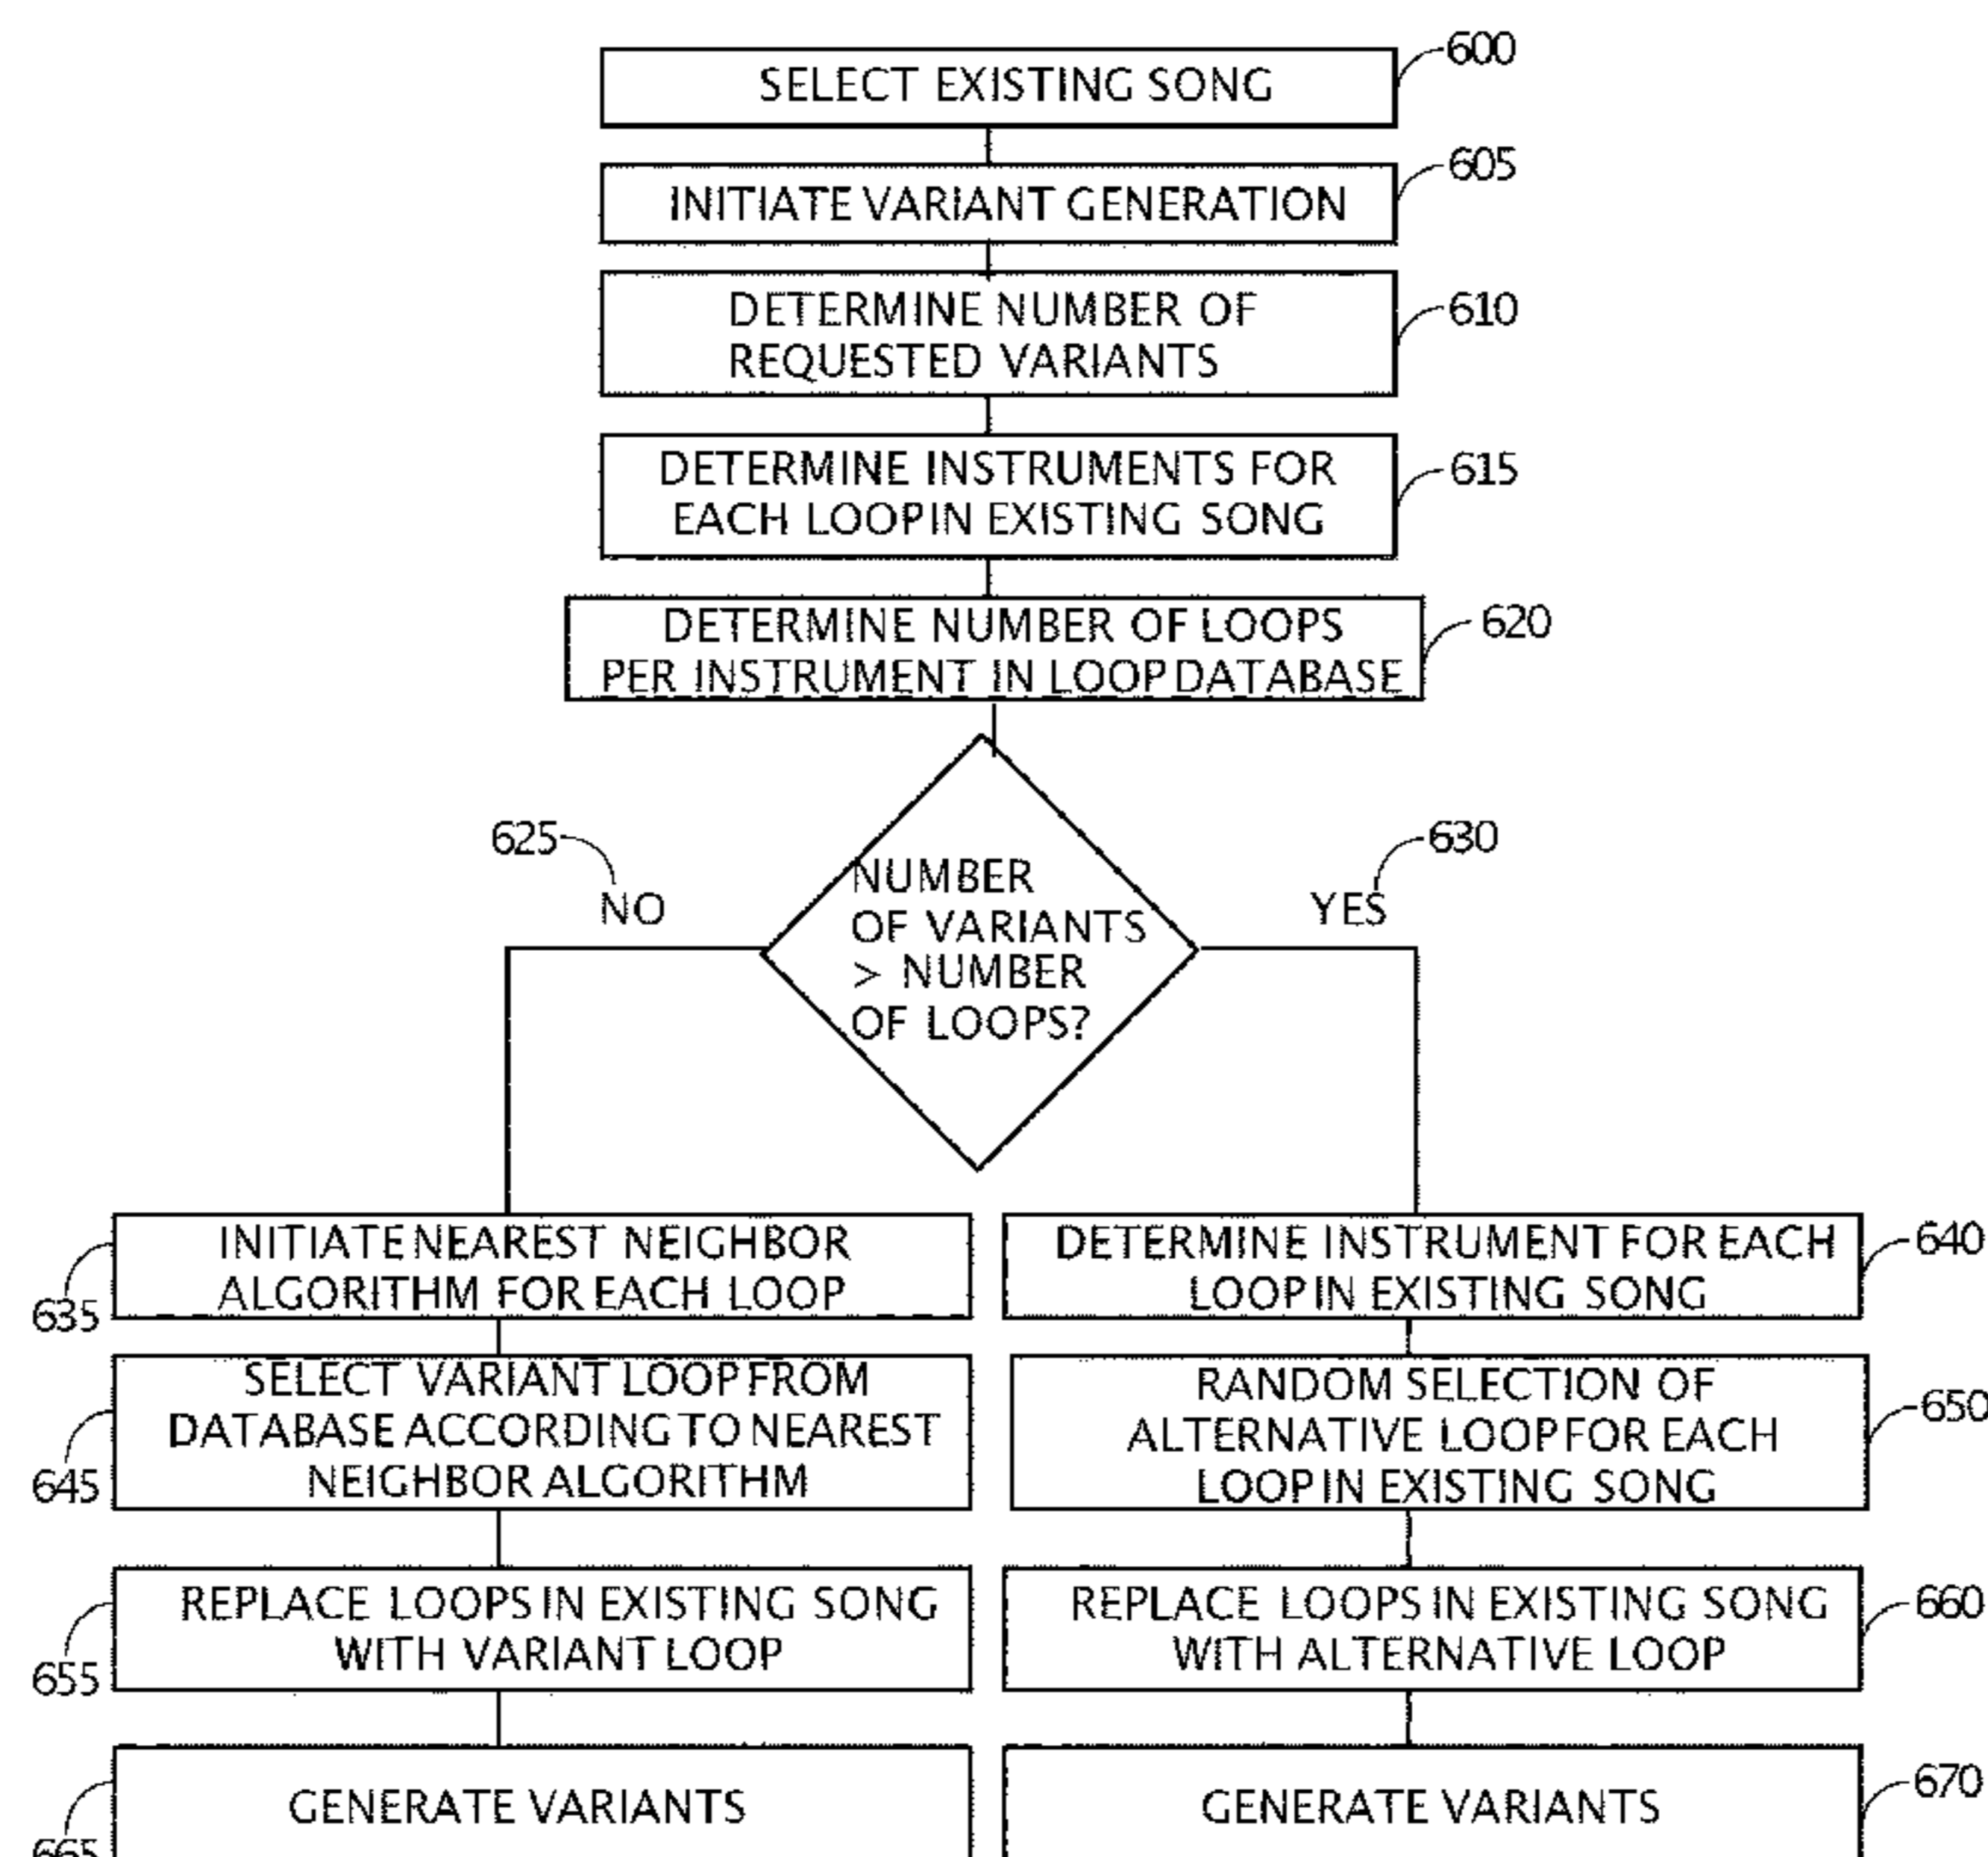 SELECT EXISTING SONG
600
INITIATE VARIANT GENERATION
605
DETERMINE NUMBER OF
REQUESTED VARIANTS
610
DETERMINE INSTRUMENTS FOR
EACH LOOP IN EXISTING SONG
615
DETERMINE NUMBER OF LOOPS
PER INSTRUMENT IN LOOP DATABASE
620
625
NO
NUMBER
OF VARIANTS
> NUMBER
OF LOOPS?
630
YES
INITIATE NEAREST NEIGHBOR
ALGORITHM FOR EACH LOOP
635
DETERMINE INSTRUMENT FOR EACH
LOOP IN EXISTING SONG
640
SELECT VARIANT LOOP FROM
DATABASE ACCORDING TO NEAREST
NEIGHBOR ALGORITHM
645
RANDOM SELECTION OF
ALTERNATIVE LOOP FOR EACH
LOOP IN EXISTING SONG
650
REPLACE LOOPS IN EXISTING SONG
WITH VARIANT LOOP
655
REPLACE LOOPS IN EXISTING SONG
WITH ALTERNATIVE LOOP
660
GENERATE VARIANTS
665
GENERATE VARIANTS
670